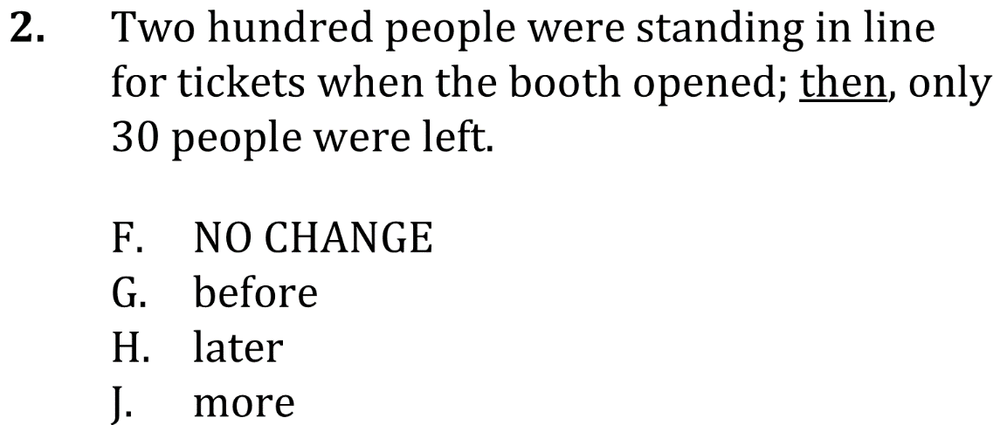 2. Two hundred people were standing in line
for tickets when the booth opened; then, only
30 people were left.
F. NO CHANGE
G. before
H. later
J. more